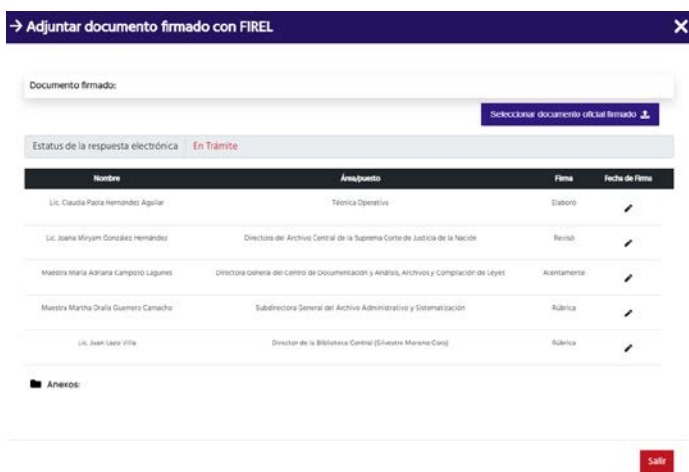 → Adjuntar documento firmado con FIREL
Documento firmado:
Seleccionar documento oficial firmado
Estatus de la respuesta electrónica En Trámite
Nombre Área/puesto Firma Fecha de Firma
Lic. Claudia Paola Hernández Aguilar Técnica Operativa Elaboró
Lic. Joana Miryam González Hernández Directora del Archivo Central de la Suprema Corte de Justicia de la Nación Revisó
Maestra María Adriana Camposo Lagunes Directora General del Centro de Documentación y Análisis, Archivos y Compilación de Leyes Atentamente
Maestra Martha Oralia Guerrero Camacho Subdirectora General del Archivo Administrativo y Sistematización Rúbrica
Lic. Juan Lapo Villa Director de la Biblioteca Central (Silvestre Moreno Cora) Rúbrica
Anexos:
Salir